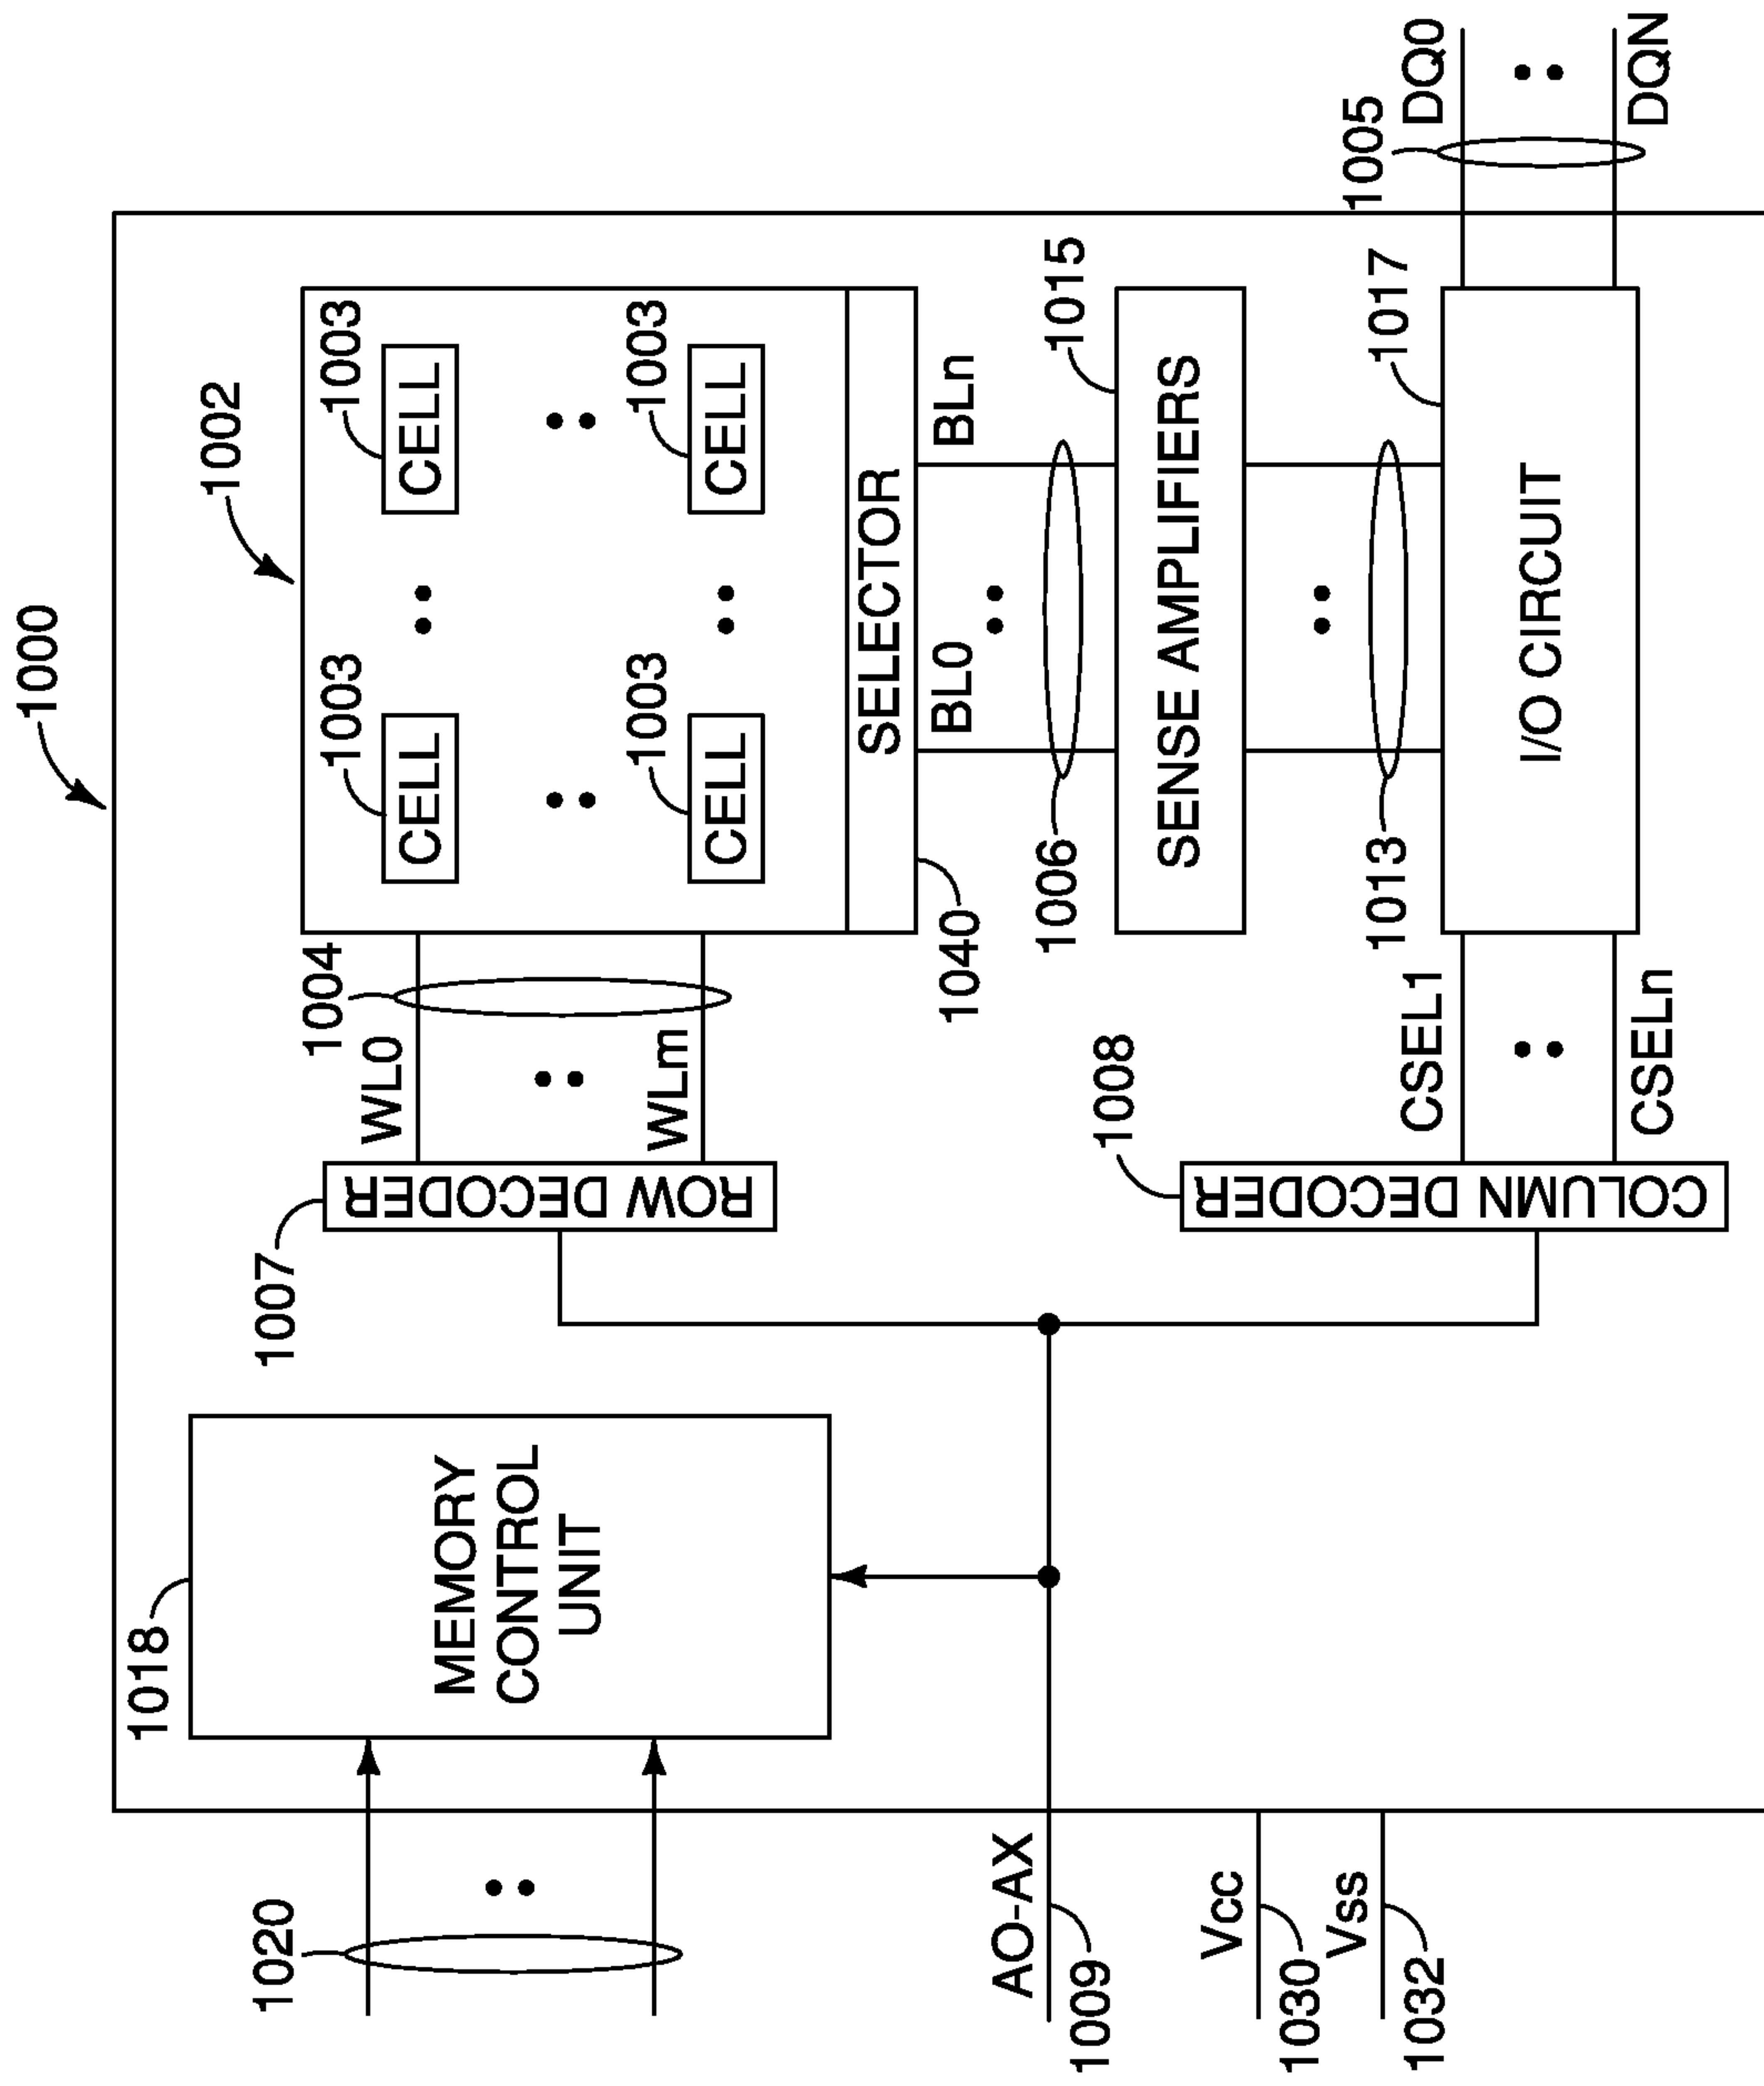 1000
1002
1018
1003
1003
CELL
CELL
1004
1020
1007
WL0
MEMORY
CONTROL
UNIT
ROW DECODER
WLm
1003
1003
CELL
CELL
SELECTOR
1040
BL0
BLn
AO-AX
1009
1006
1015
SENSE AMPLIFIERS
1008
Vcc
1030
Vss
1032
1013
1017
1005
CSEL1
DQ0
COLUMN DECODER
I/O CIRCUIT
CSELn
DQN